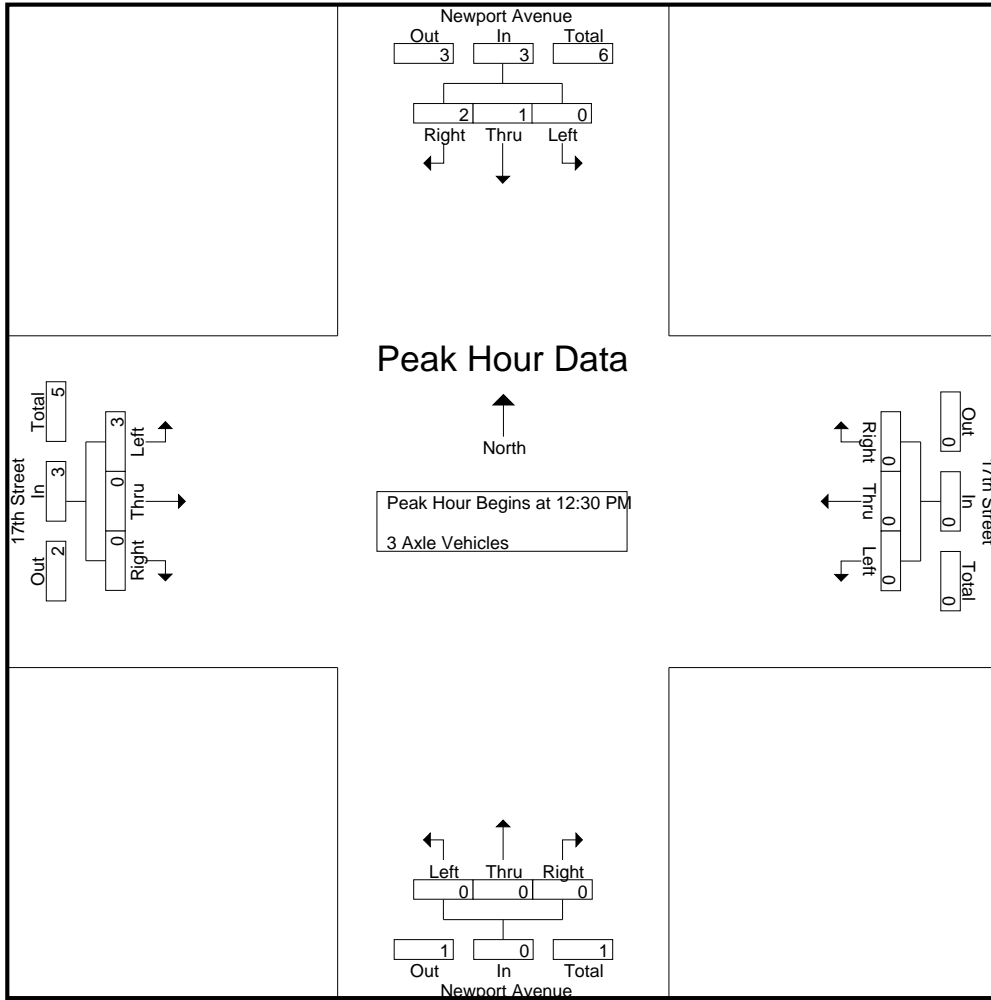 Newport Avenue
Out In Total
3 3 6
2 1 0
Right Thru Left
Peak Hour Data
North
Peak Hour Begins at 12:30 PM
3 Axle Vehicles
17th Street
Total In Out
5 3 2
3 0 0
Left Thru Right
17th Street
Out In Total
0 0 0
0 0 0
Right Thru Left
Left Thru Right
0 0 0
1 0 1
Out In Total
Newport Avenue